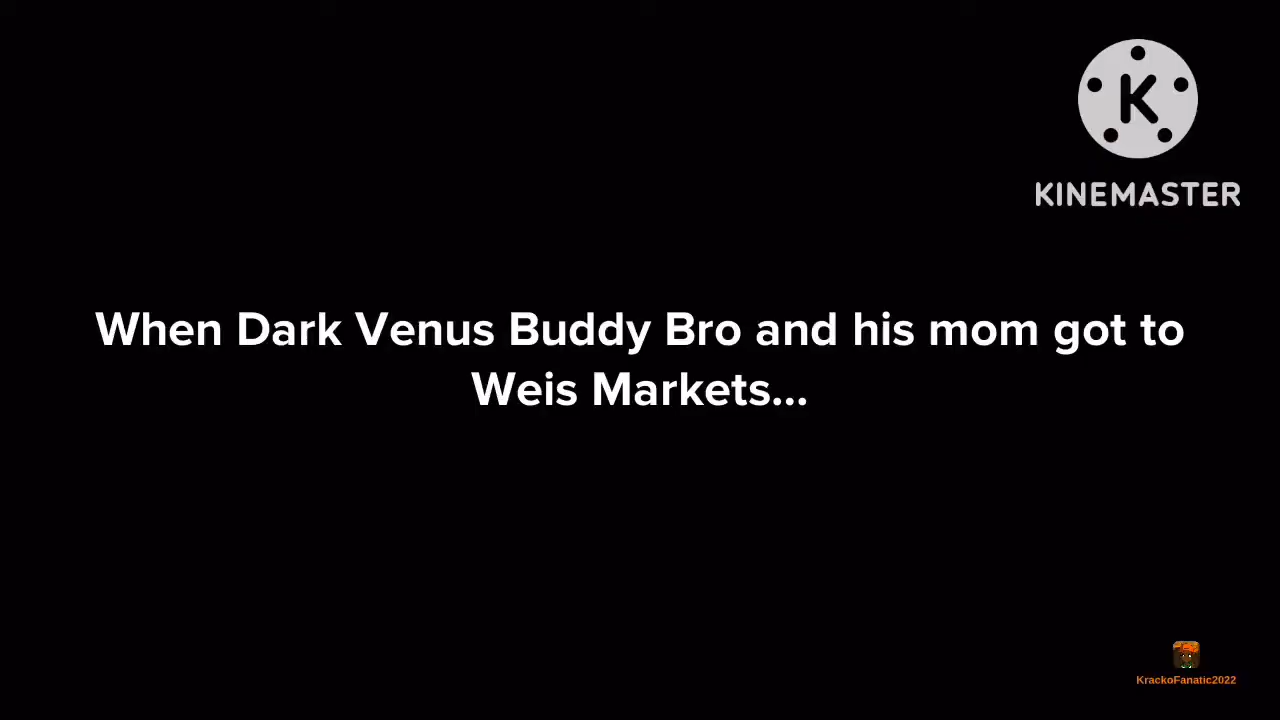 K
KINEMASTER
When Dark Venus Buddy Bro and his mom got to
Weis Markets...
KrackoFanatic2022